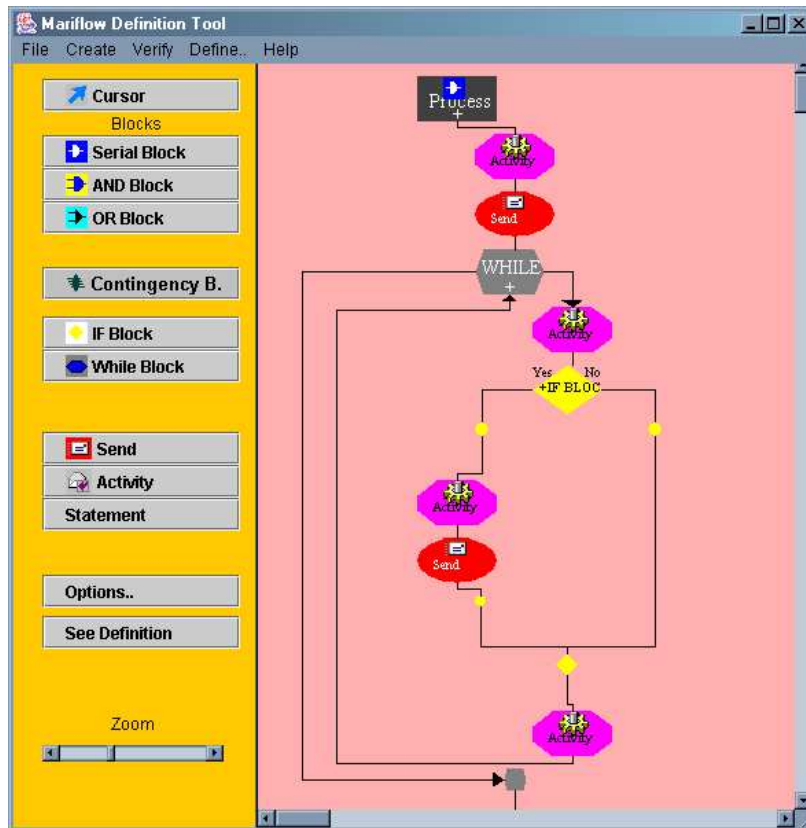 Mariflow Definition Tool
File Create Verify Define.. Help
Cursor
Blocks
Serial Block
AND Block
OR Block
Contingency B.
IF Block
While Block
Send
Activity
Statement
Options..
See Definition
Zoom
Process
+
Activity
Send
WHILE
+
Activity
Yes No
+IF BLOC
Activity
Send
Activity